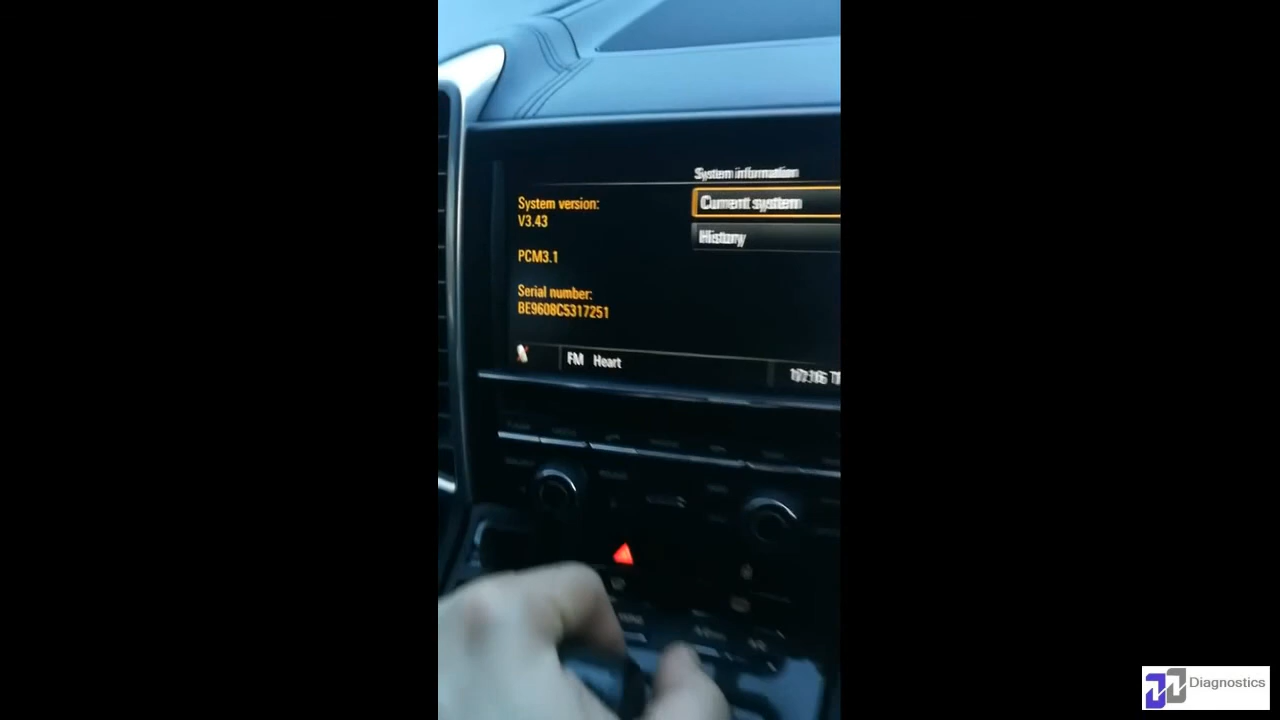 System information
System version:
V3.43
Current system
History
PCM3.1
Serial number:
BE9608C5317251
FM Heart
Diagnostics